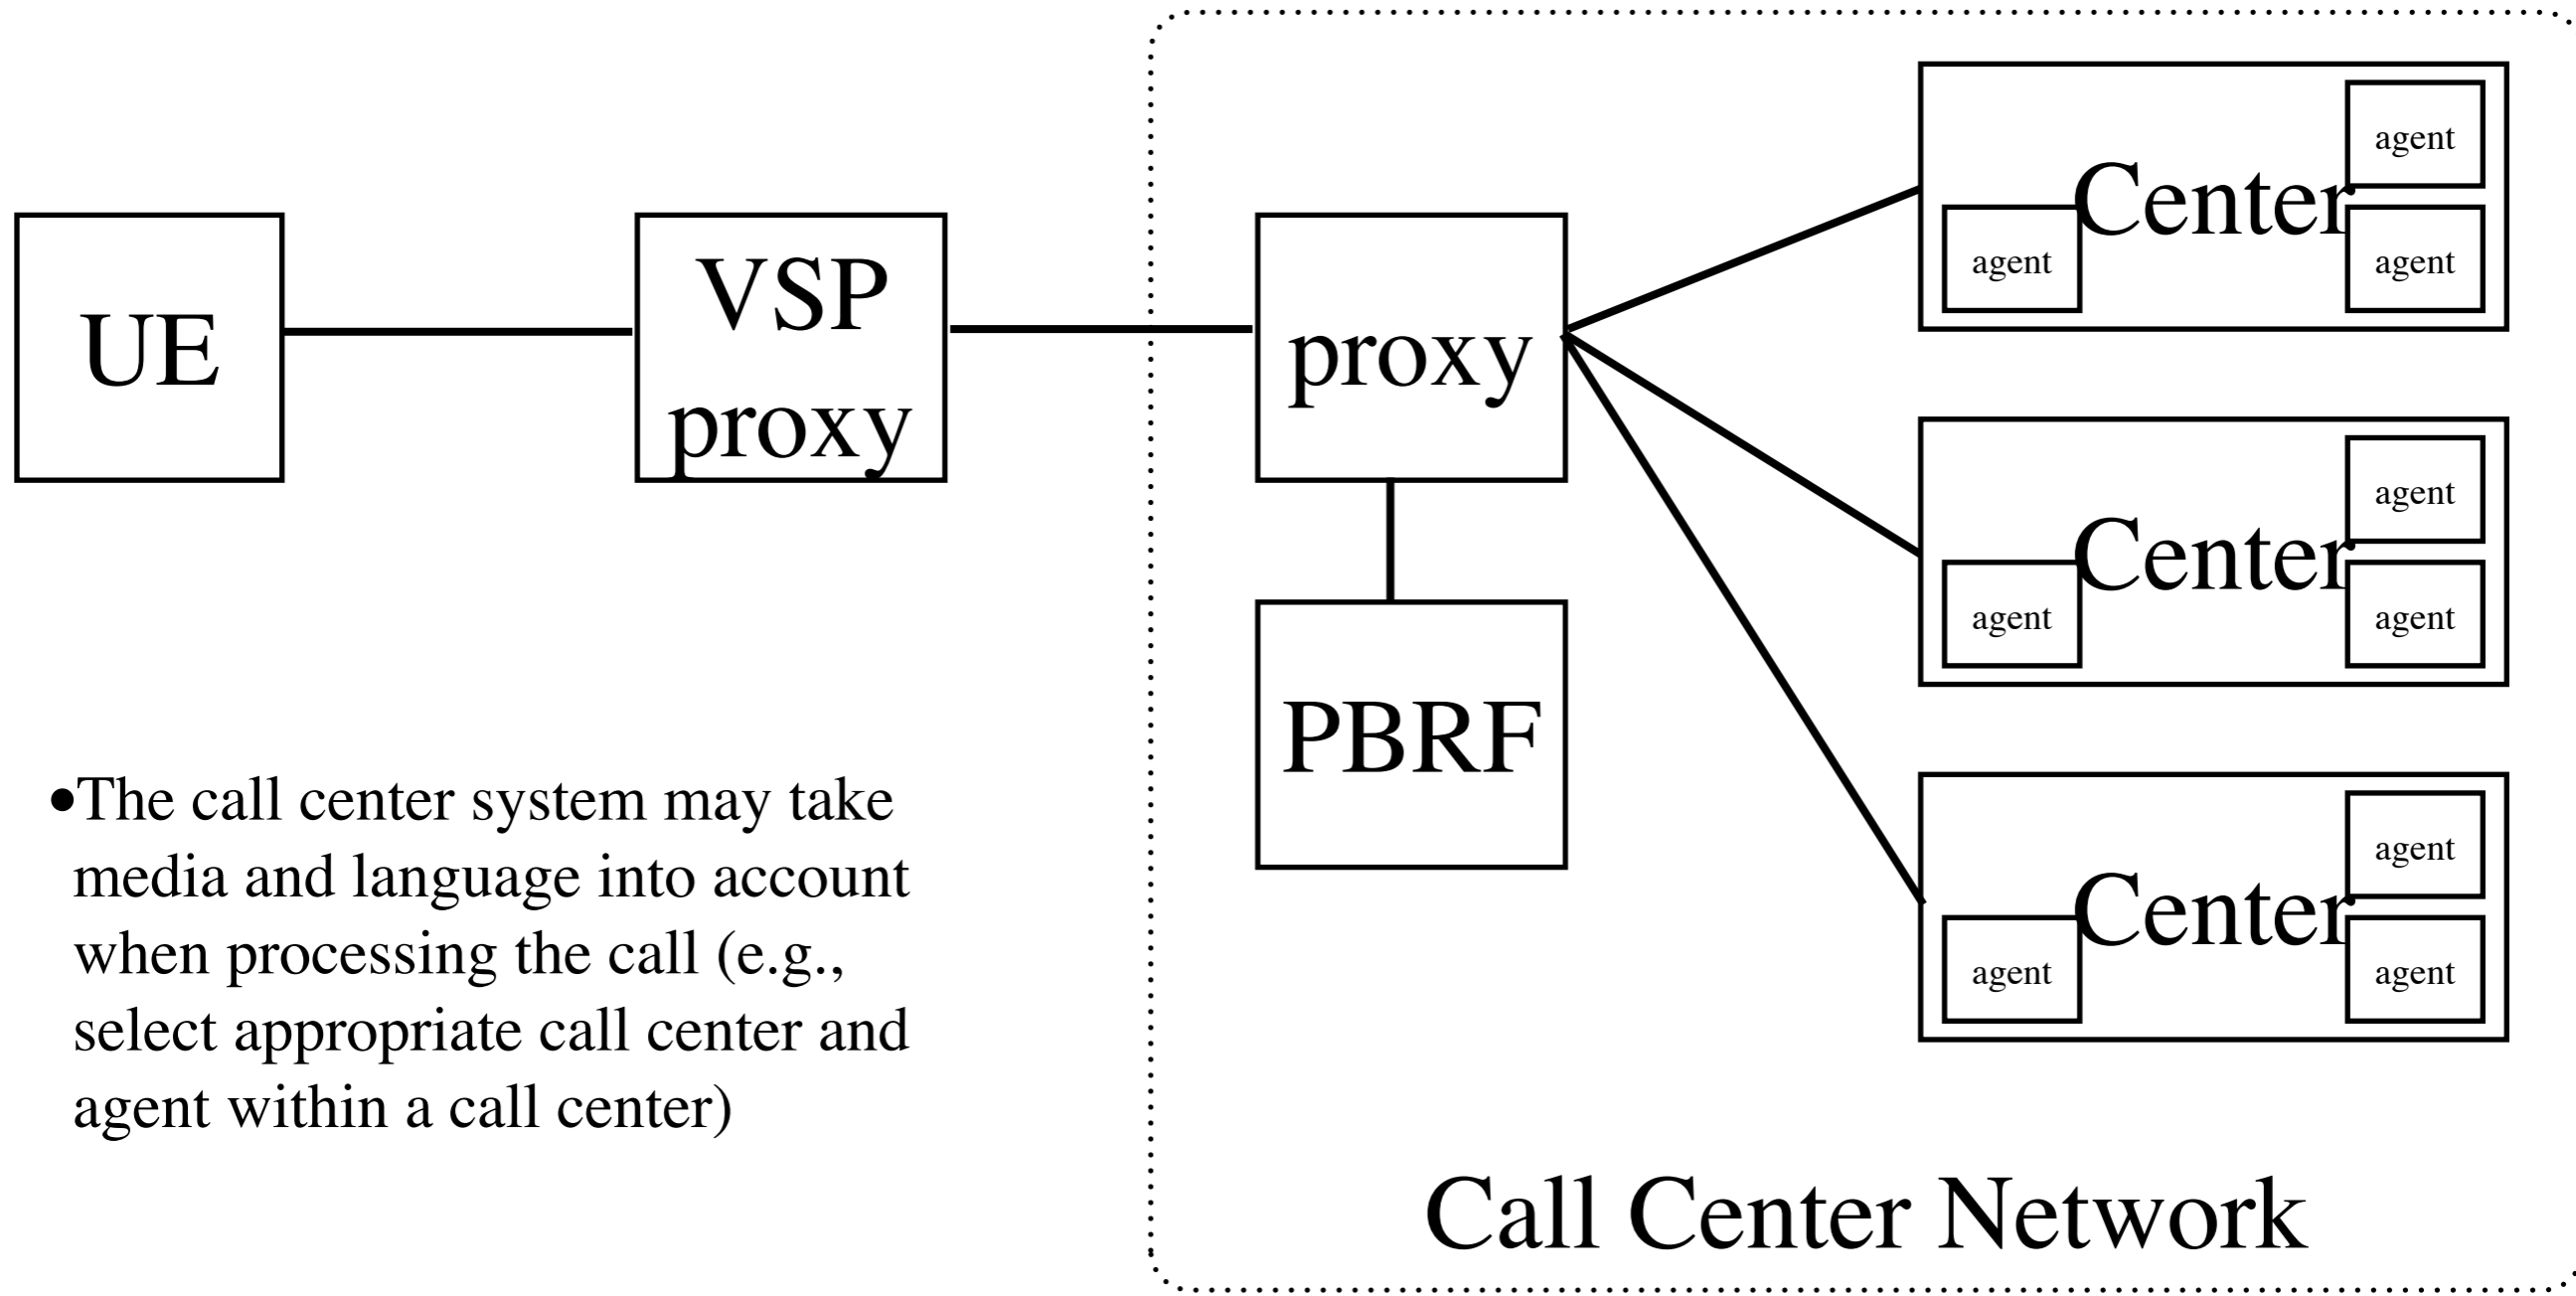 UE
VSP
proxy
proxy
PBRF
Center
agent
agent
agent
Center
agent
agent
agent
Center
agent
agent
agent
•The call center system may take
media and language into account
when processing the call (e.g.,
select appropriate call center and
agent within a call center)
Call Center Network